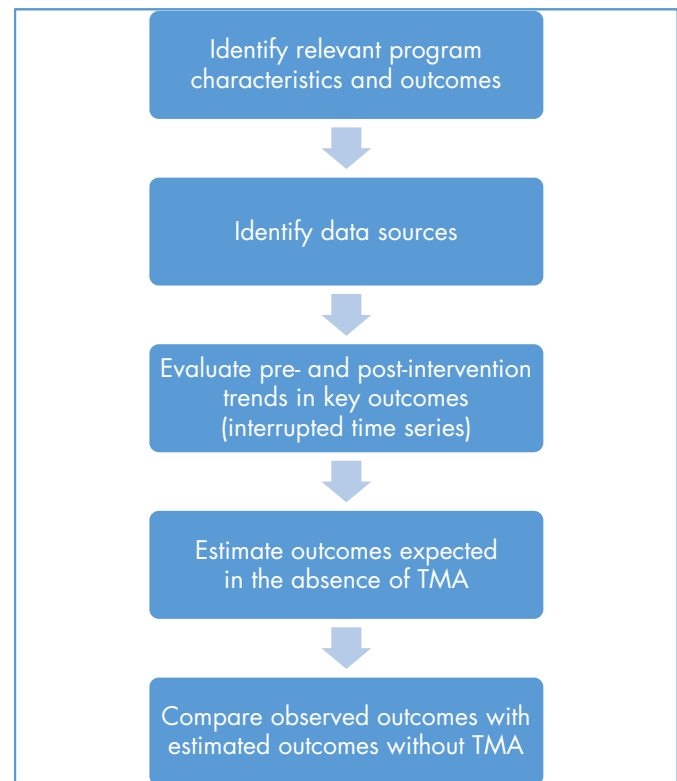 Identify relevant program
characteristics and outcomes
Identify data sources
Evaluate pre- and post-intervention
trends in key outcomes
(interrupted time series)
Estimate outcomes expected
in the absence of TMA
Compare observed outcomes with
estimated outcomes without TMA